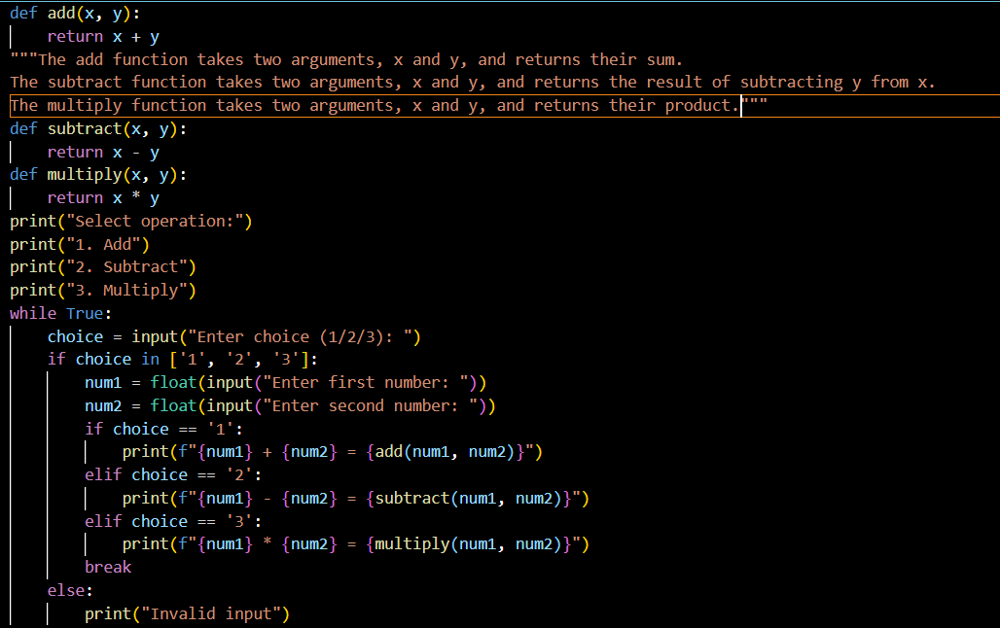 def add(x, y):
    return x + y
"""The add function takes two arguments, x and y, and returns their sum.
The subtract function takes two arguments, x and y, and returns the result of subtracting y from x.
The multiply function takes two arguments, x and y, and returns their product."""
def subtract(x, y):
    return x - y
def multiply(x, y):
    return x * y
print("Select operation:")
print("1. Add")
print("2. Subtract")
print("3. Multiply")
while True:
    choice = input("Enter choice (1/2/3): ")
    if choice in ['1', '2', '3']:
        num1 = float(input("Enter first number: "))
        num2 = float(input("Enter second number: "))
        if choice == '1':
            print(f"{num1} + {num2} = {add(num1, num2)}")
        elif choice == '2':
            print(f"{num1} - {num2} = {subtract(num1, num2)}")
        elif choice == '3':
            print(f"{num1} * {num2} = {multiply(num1, num2)}")
        break
    else:
        print("Invalid input")